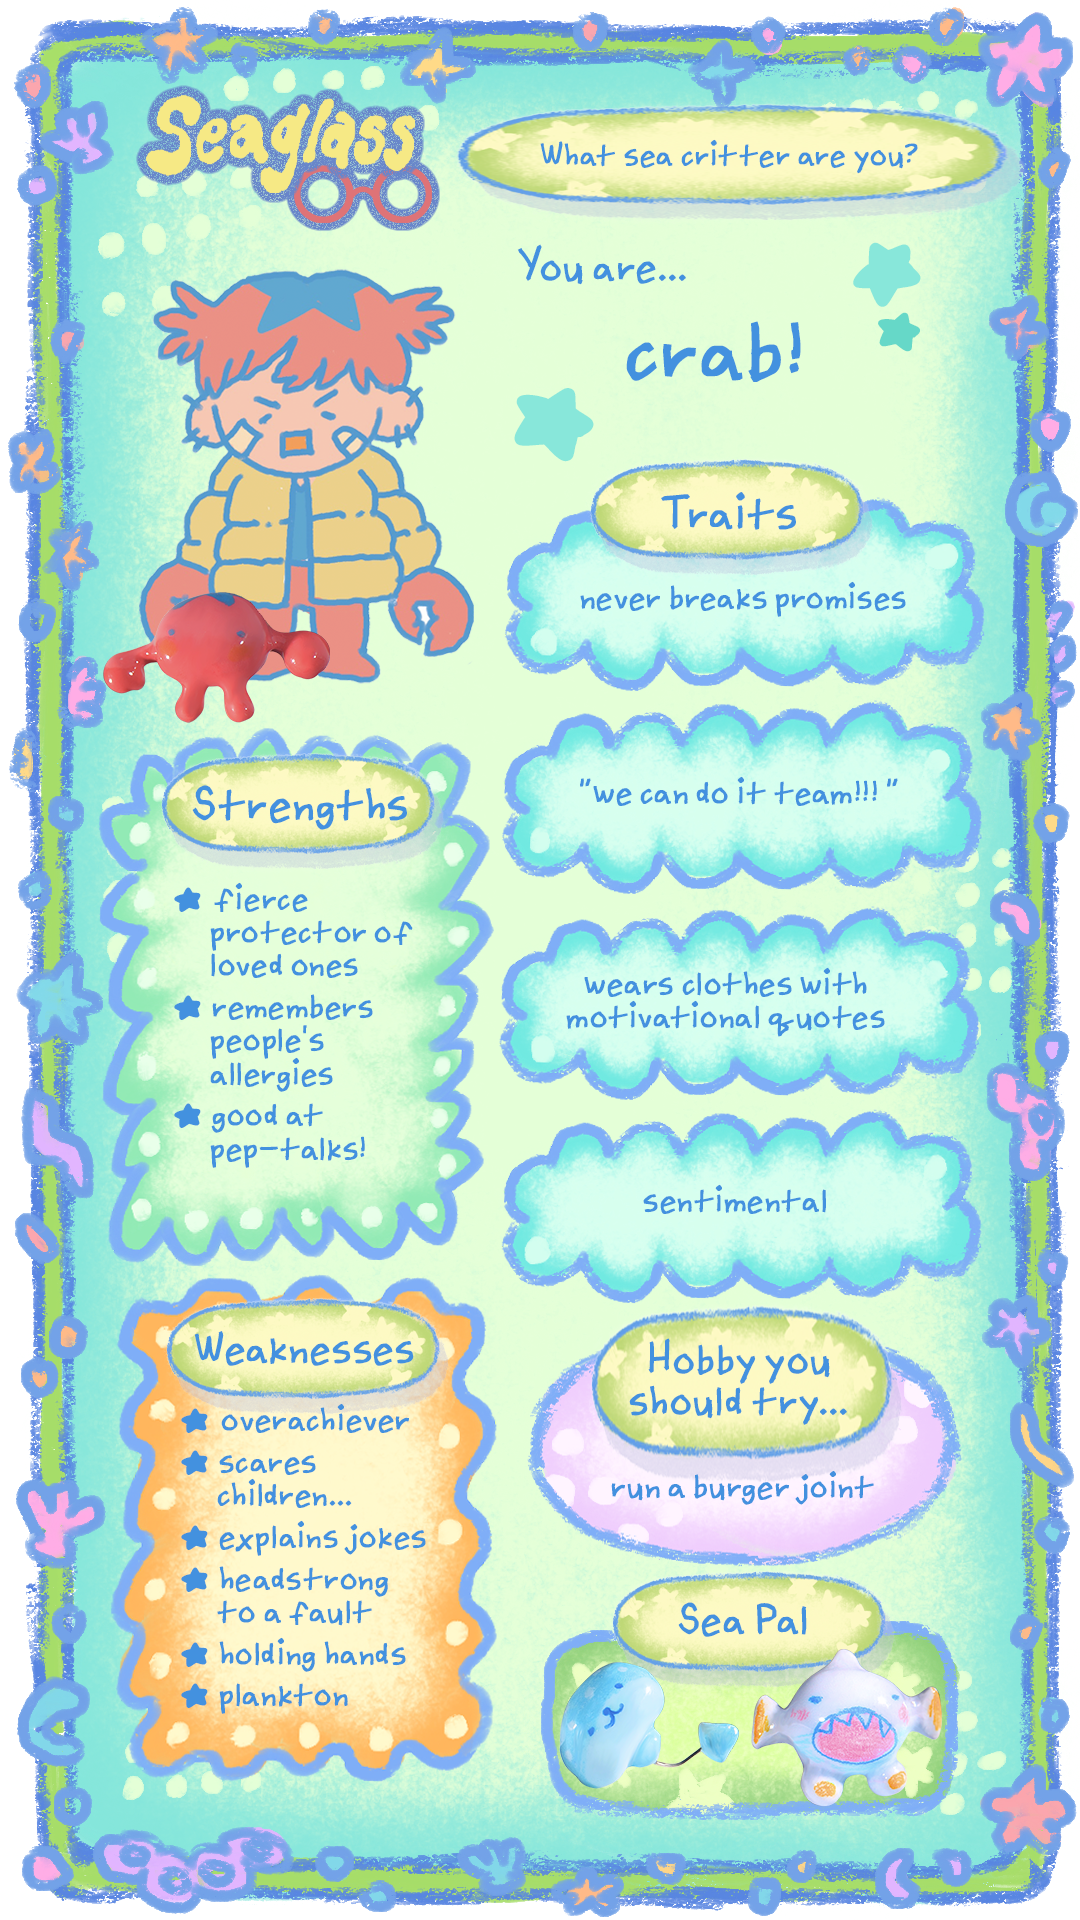 Seaglass
What sea critter are you?
You are...
crab!
Traits
never breaks promises
"we can do it team!!! "
wears clothes with
motivational quotes
sentimental
Strengths
fierce
protector of
loved ones
remembers
people's
allergies
good at
pep-talks!
Weaknesses
overachiever
scares
children...
explains jokes
headstrong
to a fault
holding hands
plankton
Hobby you
should try...
run a burger joint
Sea Pal